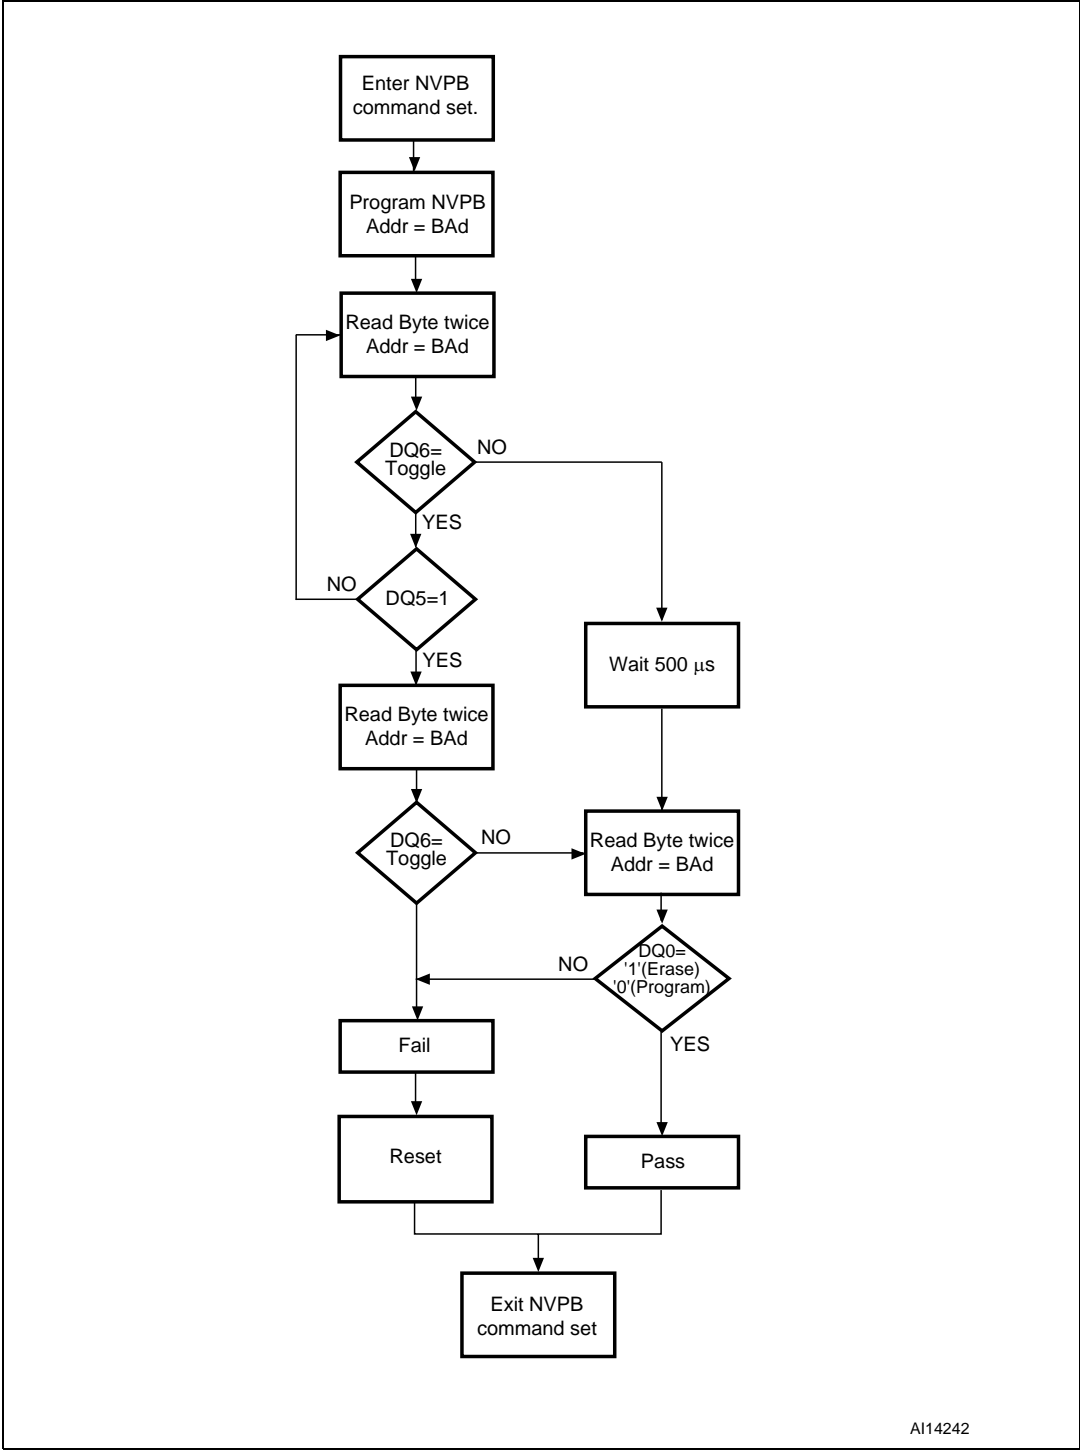 Enter NVPB
command set.
Program NVPB
Addr = BAd
Read Byte twice
Addr = BAd
DQ6=
Toggle
NO
YES
DQ5=1
NO
YES
Wait 500 μs
Read Byte twice
Addr = BAd
DQ6=
Toggle
NO
Read Byte twice
Addr = BAd
DQ0=
'1'(Erase)
'0'(Program)
NO
YES
Fail
Reset
Pass
Exit NVPB
command set
AI14242